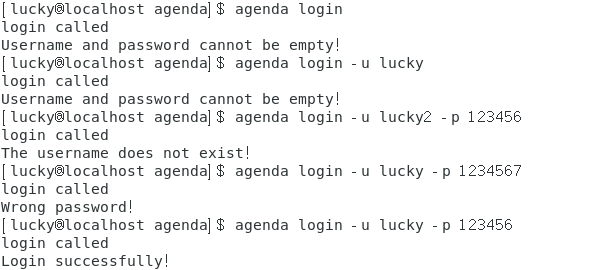 [lucky@localhost agenda]$ agenda login
login called
Username and password cannot be empty!
[lucky@localhost agenda]$ agenda login -u lucky
login called
Username and password cannot be empty!
[lucky@localhost agenda]$ agenda login -u lucky2 -p 123456
login called
The username does not exist!
[lucky@localhost agenda]$ agenda login -u lucky -p 1234567
login called
Wrong password!
[lucky@localhost agenda]$ agenda login -u lucky -p 123456
login called
Login successfully!